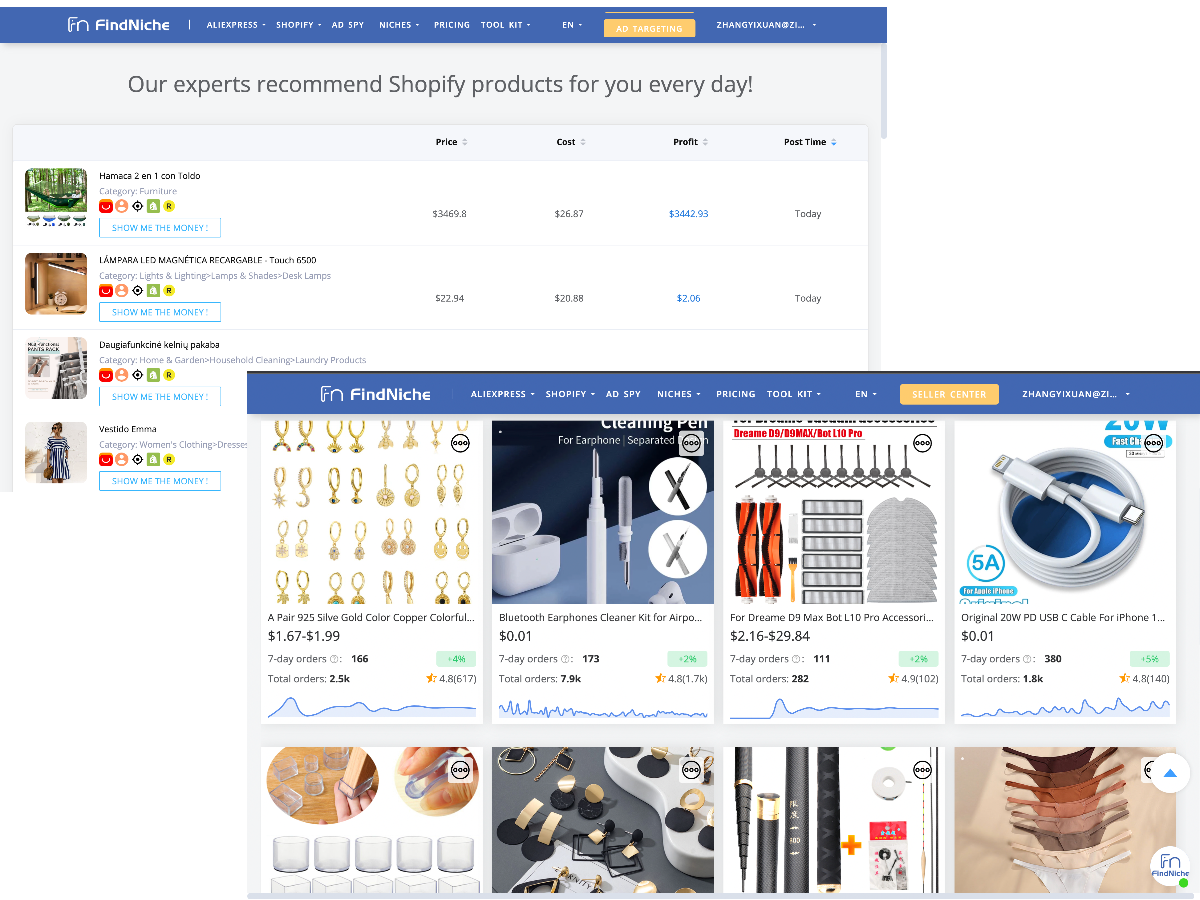 FindNiche
ALIEXPRESS SHOPIFY AD SPY NICHES PRICING TOOL KIT EN AD TARGETING ZHANGYIXUAN@ZI...
Our experts recommend Shopify products for you every day!
Price Cost Profit Post Time
Hamaca 2 en 1 con Toldo
Category: Furniture
R
SHOW ME THE MONEY !
$3469.8 $26.87 $3442.93 Today
LÁMPARA LED MAGNÉTICA RECARGABLE - Touch 6500
Category: Lights & Lighting>Lamps & Shades>Desk Lamps
R
SHOW ME THE MONEY !
$22.94 $20.88 $2.06 Today
PANTS RACK
Daugiafunkcinė kelnių pakaba
Category: Home & Garden>Household Cleaning>Laundry Products
R
SHOW ME THE MONEY !
Vestido Emma
Category: Women's Clothing>Dresses
R
SHOW ME THE MONEY !
FindNiche
ALIEXPRESS SHOPIFY AD SPY NICHES PRICING TOOL KIT EN SELLER CENTER ZHANGYIXUAN@ZI...
Cleaning Pen
For Earphone | Separated
Dreame D9/D9MAX/Bot L10 Pro
20W
Fast Ch
5A
For Apple iPhone
A Pair 925 Silve Gold Color Copper Colorful...
$1.67-$1.99
7-day orders : 166 +4%
Total orders: 2.5k 4.8(617)
Bluetooth Earphones Cleaner Kit for Airpo...
$0.01
7-day orders : 173 +2%
Total orders: 7.9k 4.8(1.7k)
For Dreame D9 Max Bot L10 Pro Accessori...
$2.16-$29.84
7-day orders : 111 +2%
Total orders: 282 4.9(102)
Original 20W PD USB C Cable For iPhone 1...
$0.01
7-day orders : 380 +5%
Total orders: 1.8k 4.8(140)
FindNiche